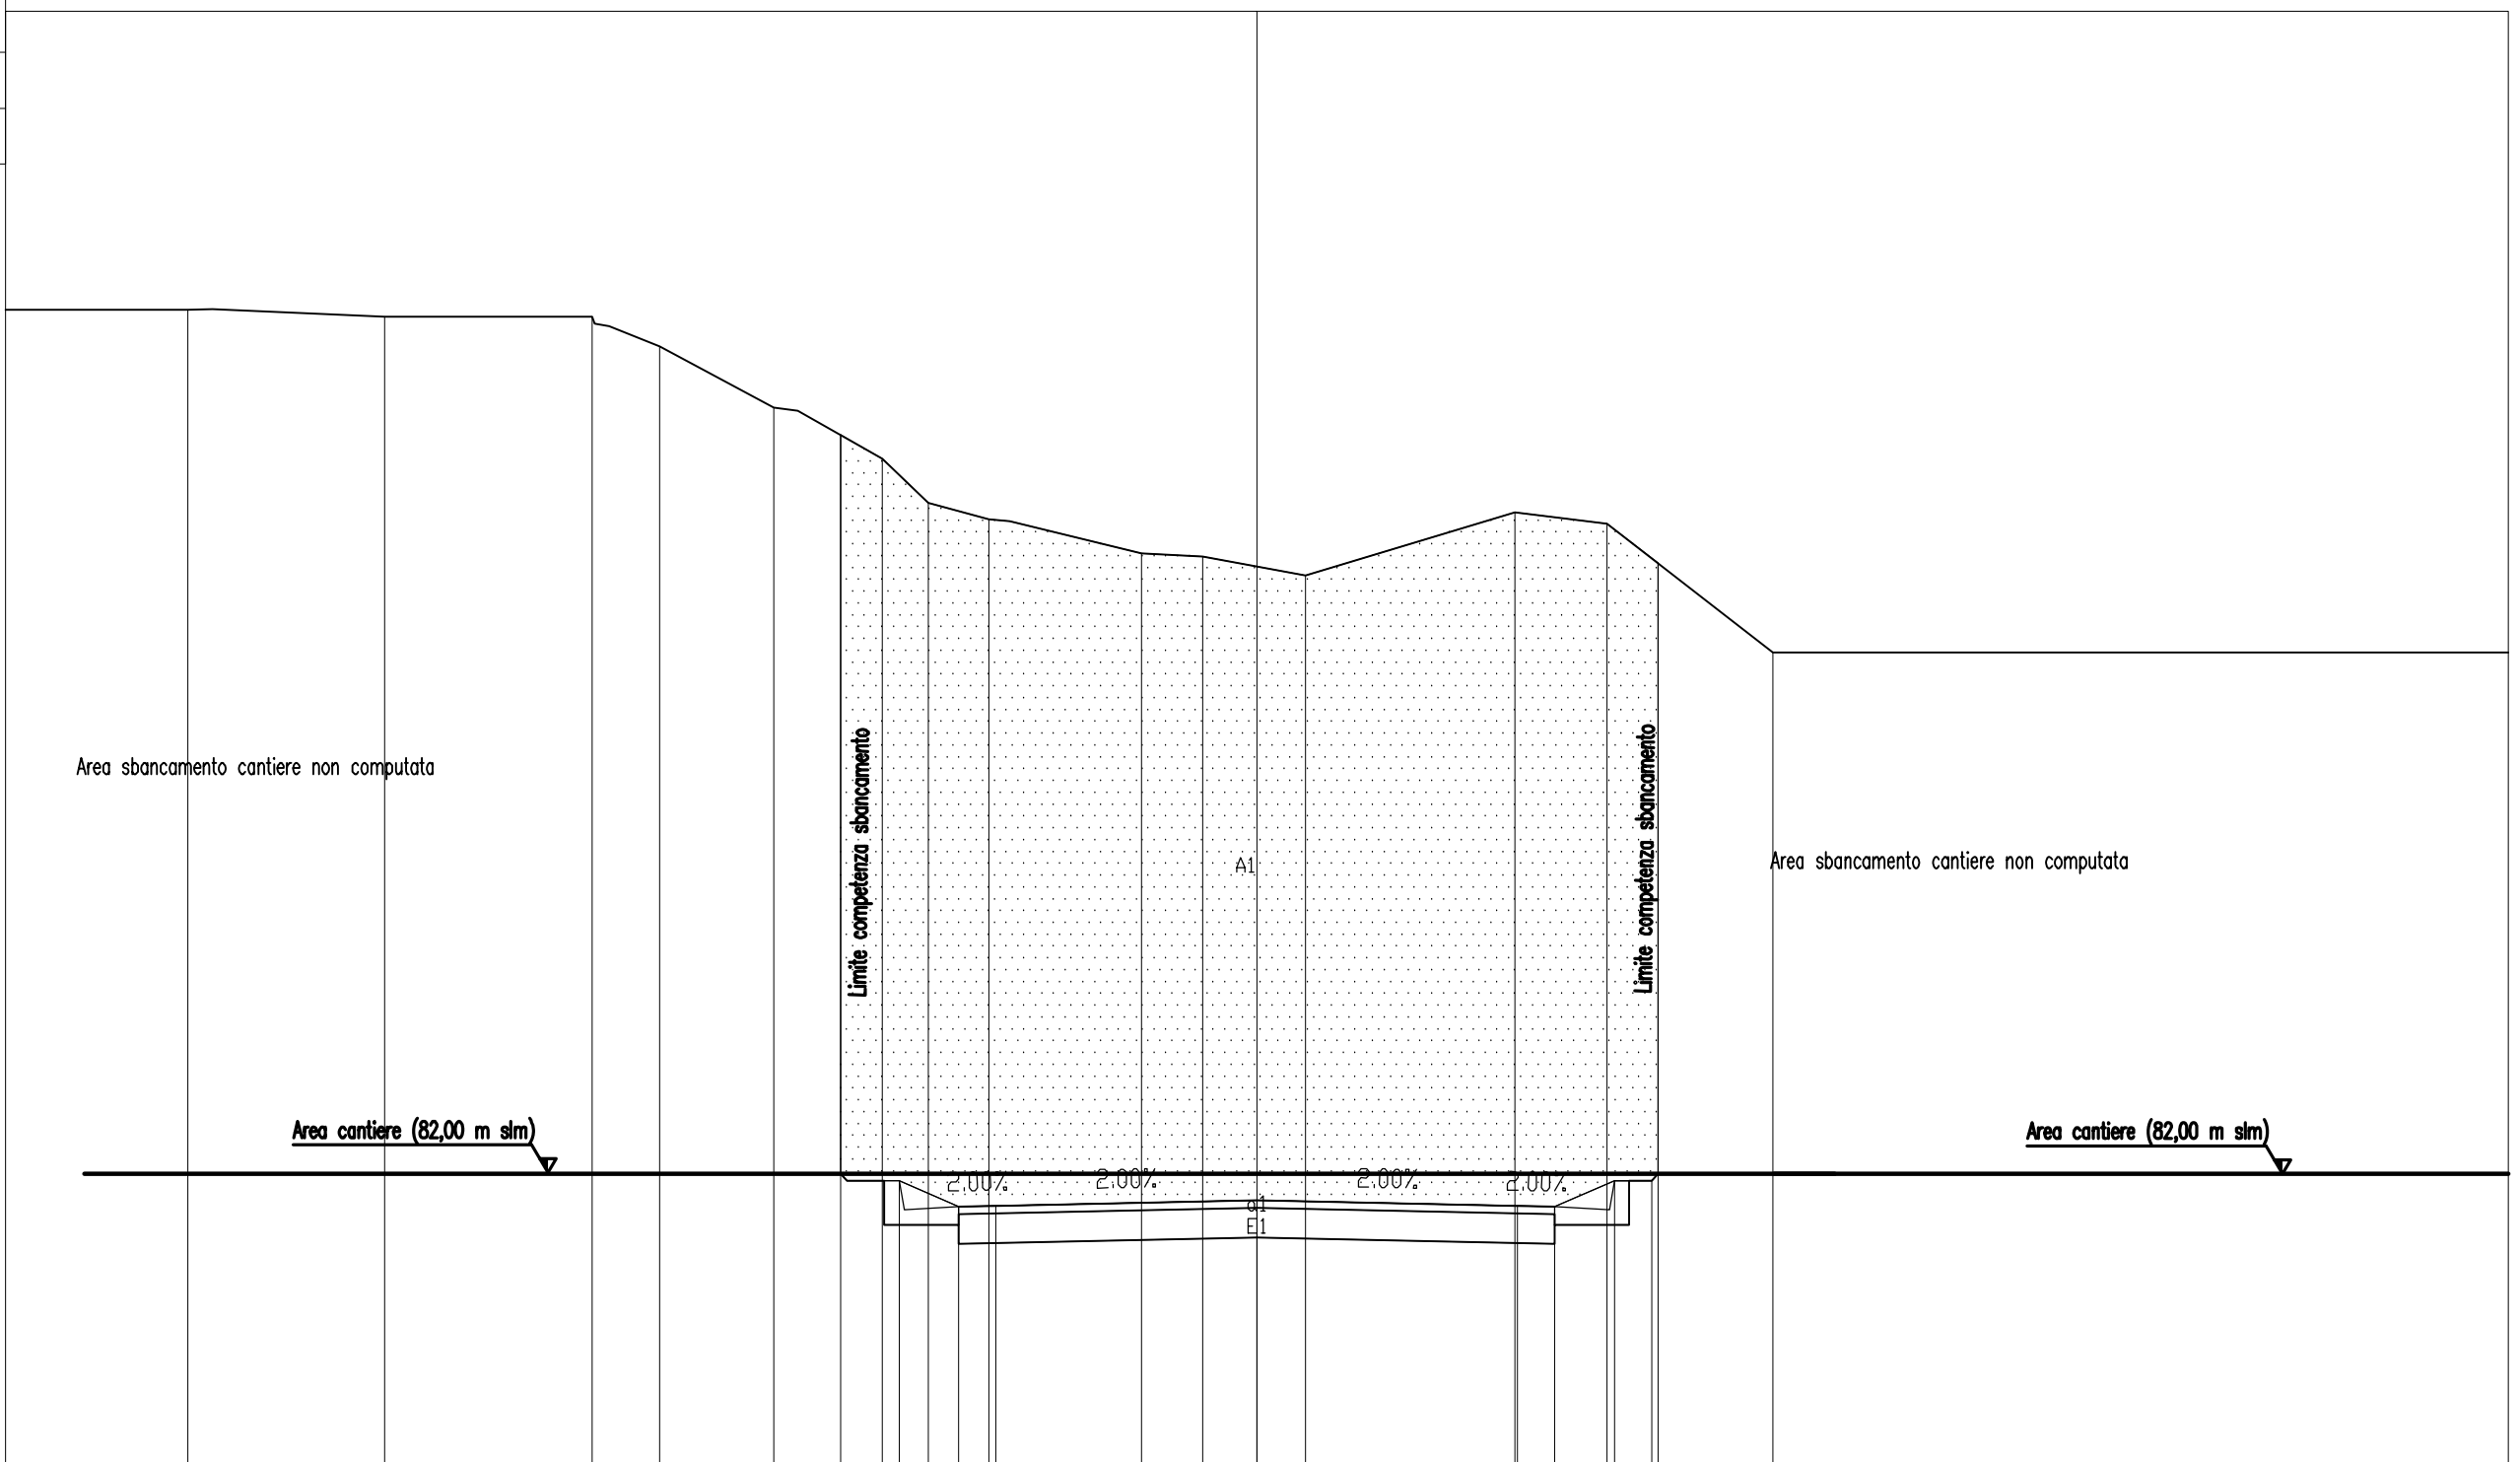 Area sbancamento cantiere non computata
Limite competenza sbancamento
A1
Limite competenza sbancamento
Area sbancamento cantiere non computata
Area cantiere (82,00 m slm)
Area cantiere (82,00 m slm)
2.00%
2.00%
2.00%
2.00%
a1
E1